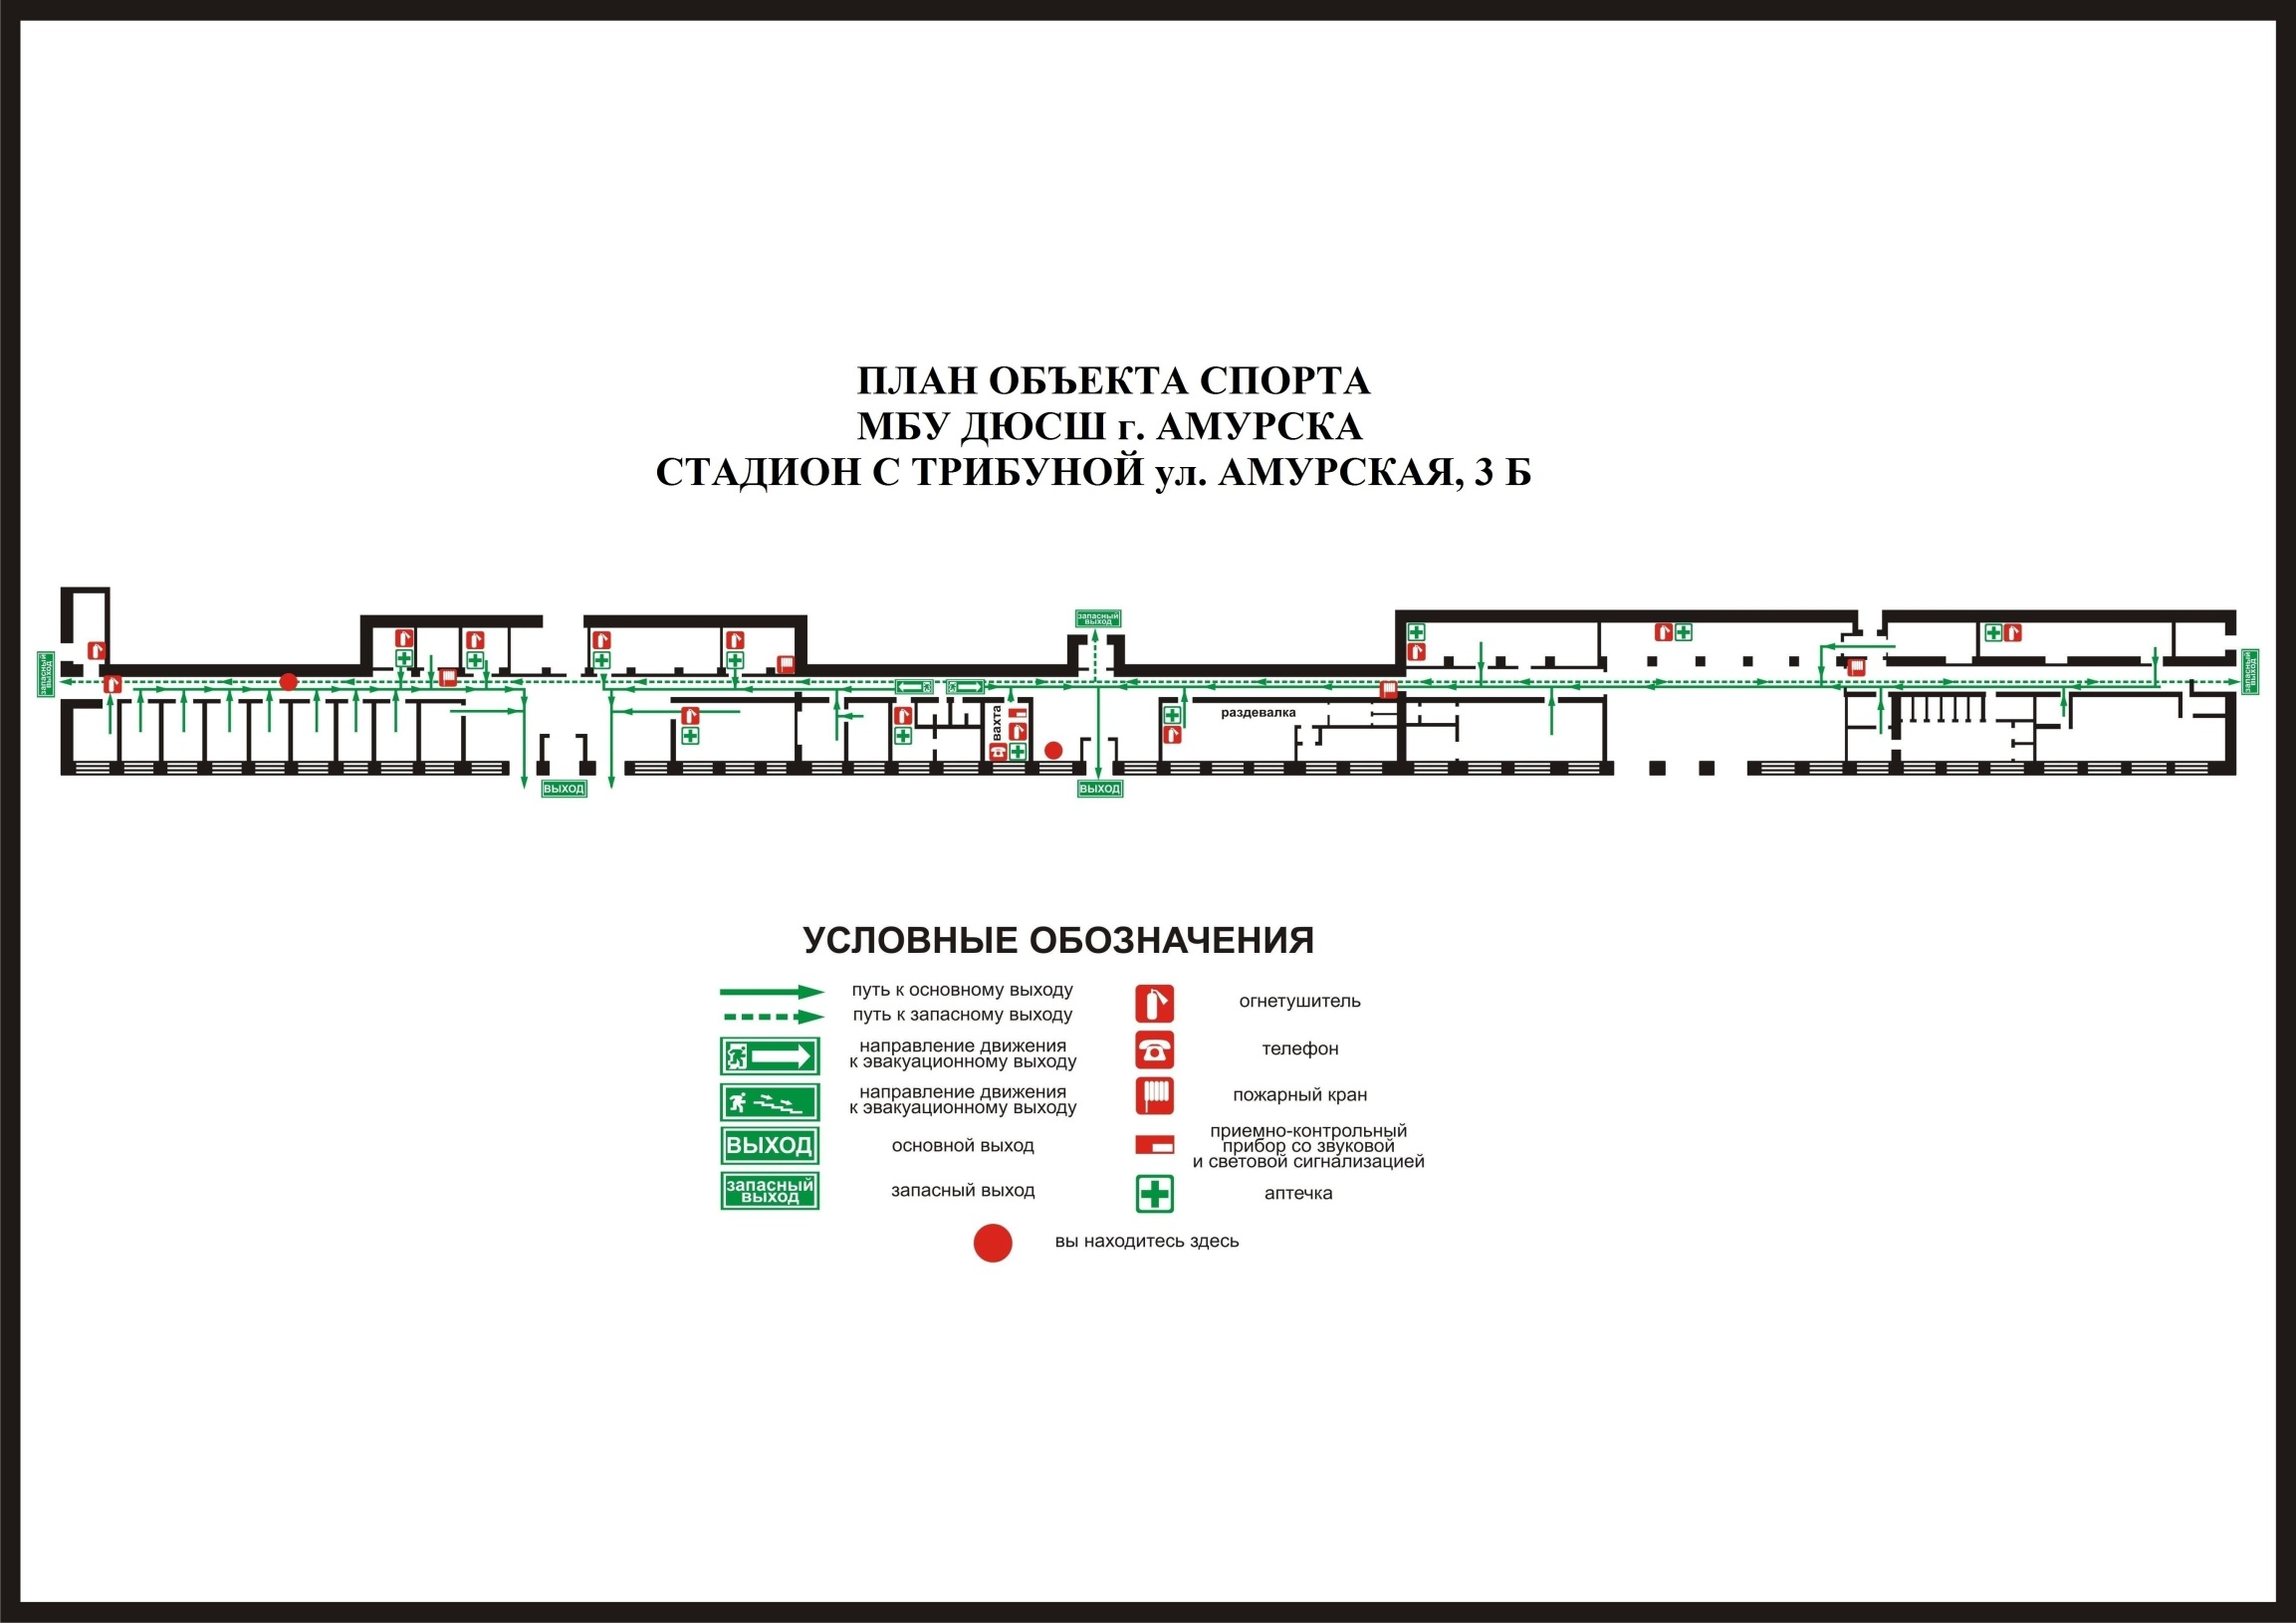 ПЛАН ОБЪЕКТА СПОРТА
МБУ ДЮСШ г. АМУРСКА
СТАДИОН С ТРИБУНОЙ ул. АМУРСКАЯ, 3 Б
запасный
выход
запасный
выход
запасный
выход
вахта
раздевалка
ВЫХОД
ВЫХОД
УСЛОВНЫЕ ОБОЗНАЧЕНИЯ
путь к основному выходу
путь к запасному выходу
направление движения
к эвакуационному выходу
направление движения
к эвакуационному выходу
ВЫХОД
основной выход
запасный
выход
запасный выход
огнетушитель
телефон
пожарный кран
приемно-контрольный
прибор со звуковой
и световой сигнализацией
аптечка
вы находитесь здесь